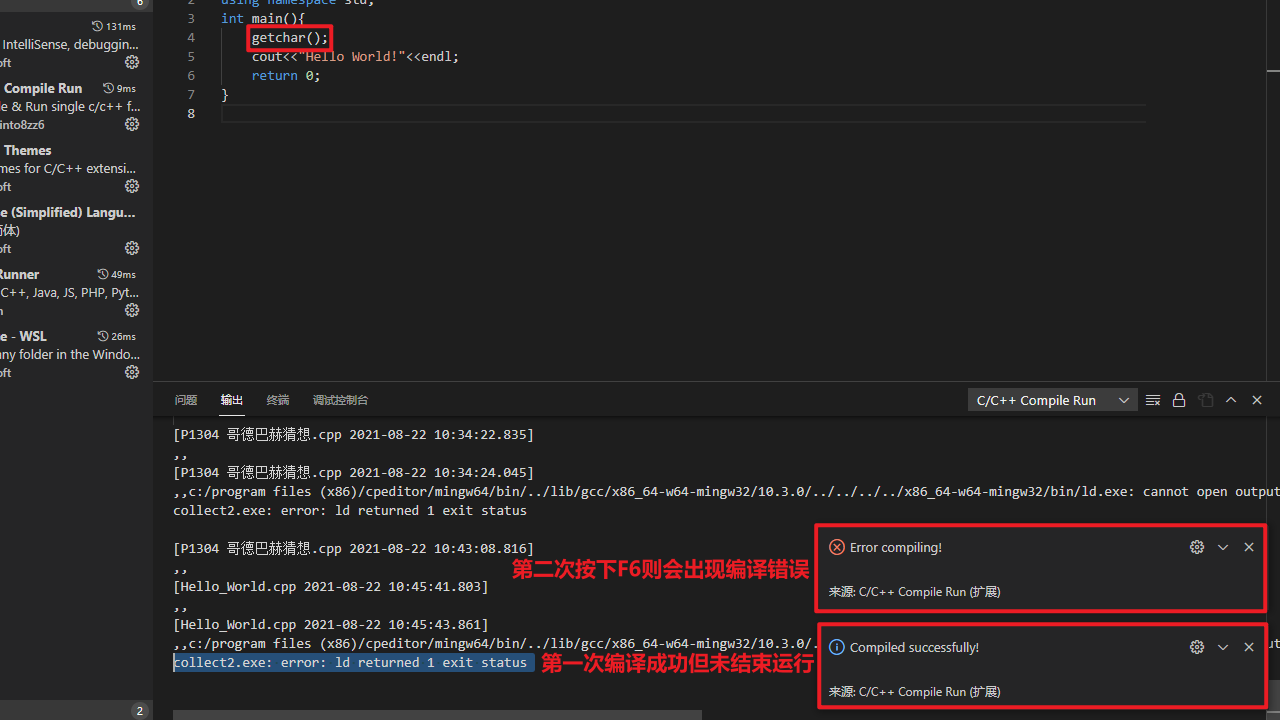 6
2 using namespace std;
131ms
3 int main(){
IntelliSense, debuggin...
4 getchar();
oft
5 cout<<"Hello World!"<<endl;
6 return 0;
Compile Run 9ms
7 }
e & Run single c/c++ f...
8
into8zz6
Themes
mes for C/C++ extensi...
oft
e (Simplified) Langu...
简体)
oft
Runner 49ms
C++, Java, JS, PHP, Pyt...
n
e - WSL 26ms
any folder in the Windo...
oft
问题 输出 终端 调试控制台 C/C++ Compile Run
[P1304 哥德巴赫猜想.cpp 2021-08-22 10:34:22.835]
,,
[P1304 哥德巴赫猜想.cpp 2021-08-22 10:34:24.045]
,,c:/program files (x86)/cpeditor/mingw64/bin/../lib/gcc/x86_64-w64-mingw32/10.3.0/../../../../x86_64-w64-mingw32/bin/ld.exe: cannot open output
collect2.exe: error: ld returned 1 exit status
[P1304 哥德巴赫猜想.cpp 2021-08-22 10:43:08.816]
Error compiling!
,,
第二次按下F6则会出现编译错误
[Hello_World.cpp 2021-08-22 10:45:41.803]
来源: C/C++ Compile Run (扩展)
,,
[Hello_World.cpp 2021-08-22 10:45:43.861]
,,c:/program files (x86)/cpeditor/mingw64/bin/../lib/gcc/x86_64-w64-mingw32/10.3.0/.
Compiled successfully!
collect2.exe: error: ld returned 1 exit status
第一次编译成功但未结束运行
来源: C/C++ Compile Run (扩展)
2